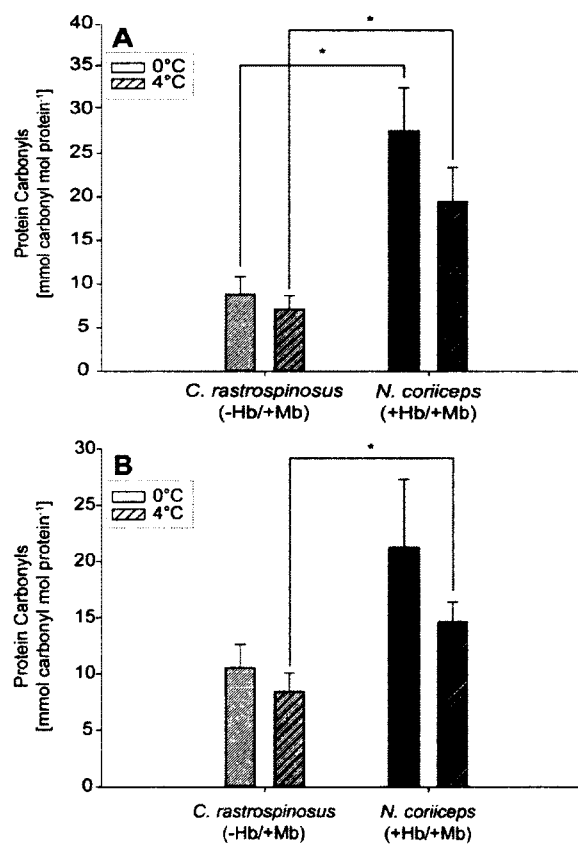 A
0°C
4°C
Protein Carbonyls
[mmol carbonyl mol protein⁻¹]
40
35
30
25
20
15
10
5
0
*
*
C. rastrospinosus
(-Hb/+Mb)
N. coriiceps
(+Hb/+Mb)
B
0°C
4°C
Protein Carbonyls
[mmol carbonyl mol protein⁻¹]
30
25
20
15
10
5
0
*
C. rastrospinosus
(-Hb/+Mb)
N. coriiceps
(+Hb/+Mb)